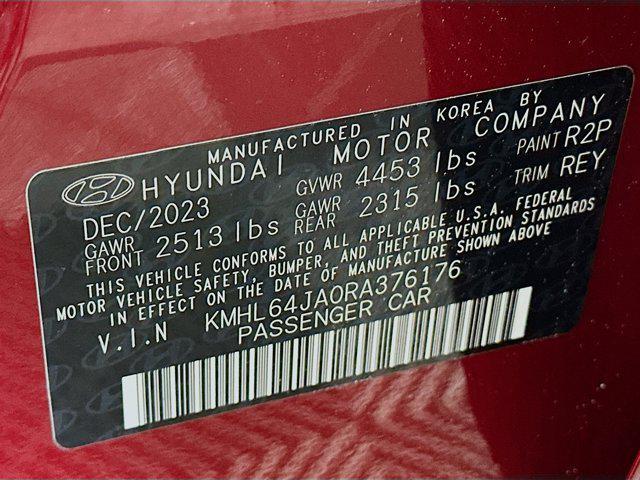 MANUFACTURED IN KOREA BY
HYUNDAI MOTOR COMPANY
DEC/2023 GVWR 4453 lbs PAINT R2P
GAWR FRONT 2513 lbs GAWR REAR 2315 lbs TRIM REY
THIS VEHICLE CONFORMS TO ALL APPLICABLE U.S.A. FEDERAL
MOTOR VEHICLE SAFETY, BUMPER, AND THEFT PREVENTION STANDARDS
IN EFFECT ON THE DATE OF MANUFACTURE SHOWN ABOVE
V.I.N KMHL64JA0RA376176
PASSENGER CAR